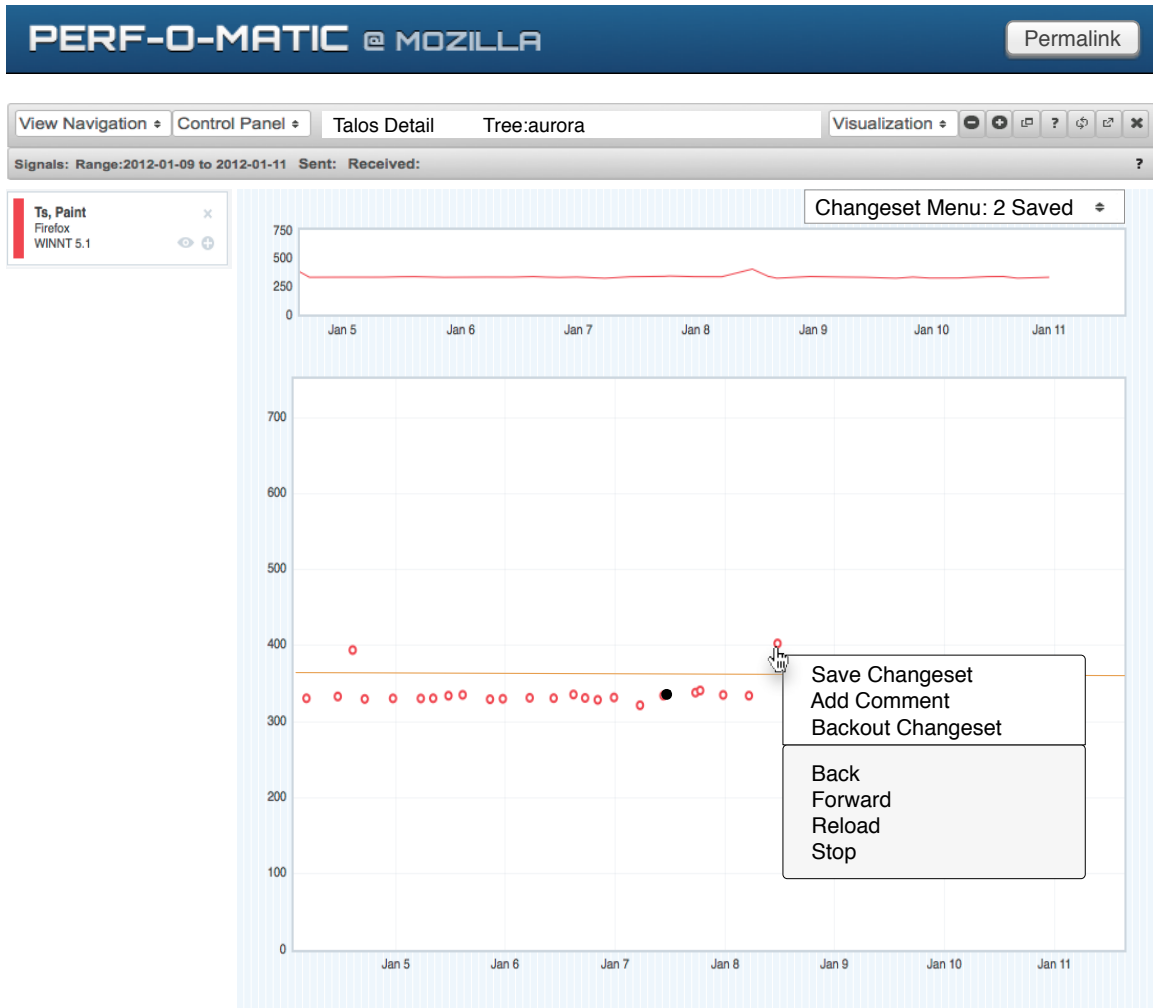 PERF-O-MATIC @ MOZILLA
Permalink
View Navigation Control Panel Talos Detail Tree:aurora Visualization ?
Signals: Range:2012-01-09 to 2012-01-11 Sent: Received: ?
Ts, Paint
Firefox
WINNT 5.1
Changeset Menu: 2 Saved
750
500
250
0
Jan 5 Jan 6 Jan 7 Jan 8 Jan 9 Jan 10 Jan 11
700
600
500
400
300
200
100
0
Save Changeset
Add Comment
Backout Changeset
Back
Forward
Reload
Stop
Jan 5 Jan 6 Jan 7 Jan 8 Jan 9 Jan 10 Jan 11